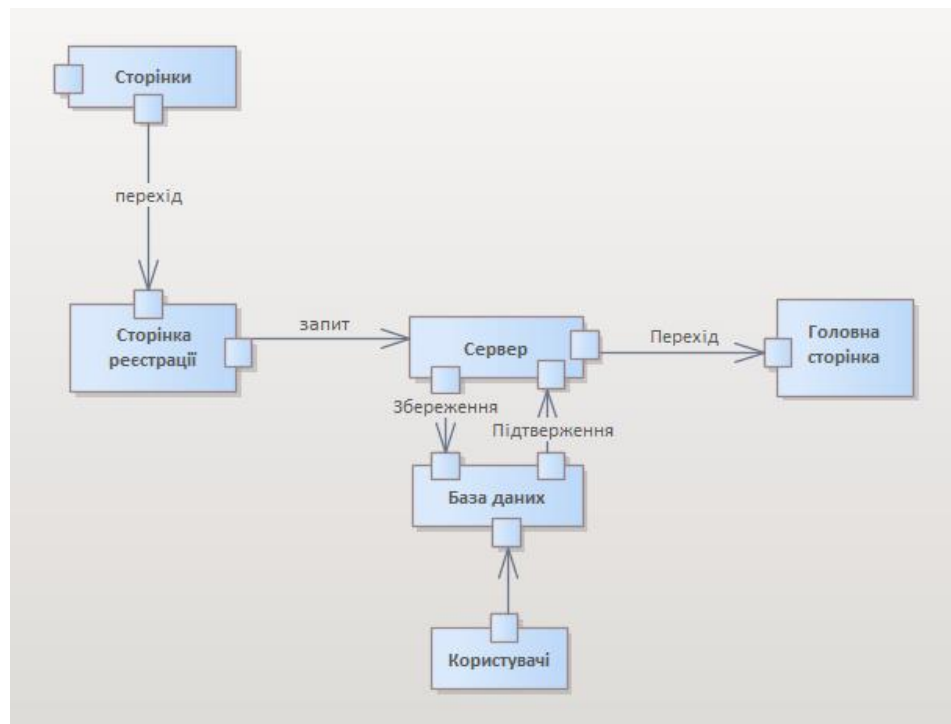 Сторінки
перехід
Сторінка
реєстрації
запит
Сервер
Перехід
Головна
сторінка
Збереження
Підтверження
База даних
Користувачі